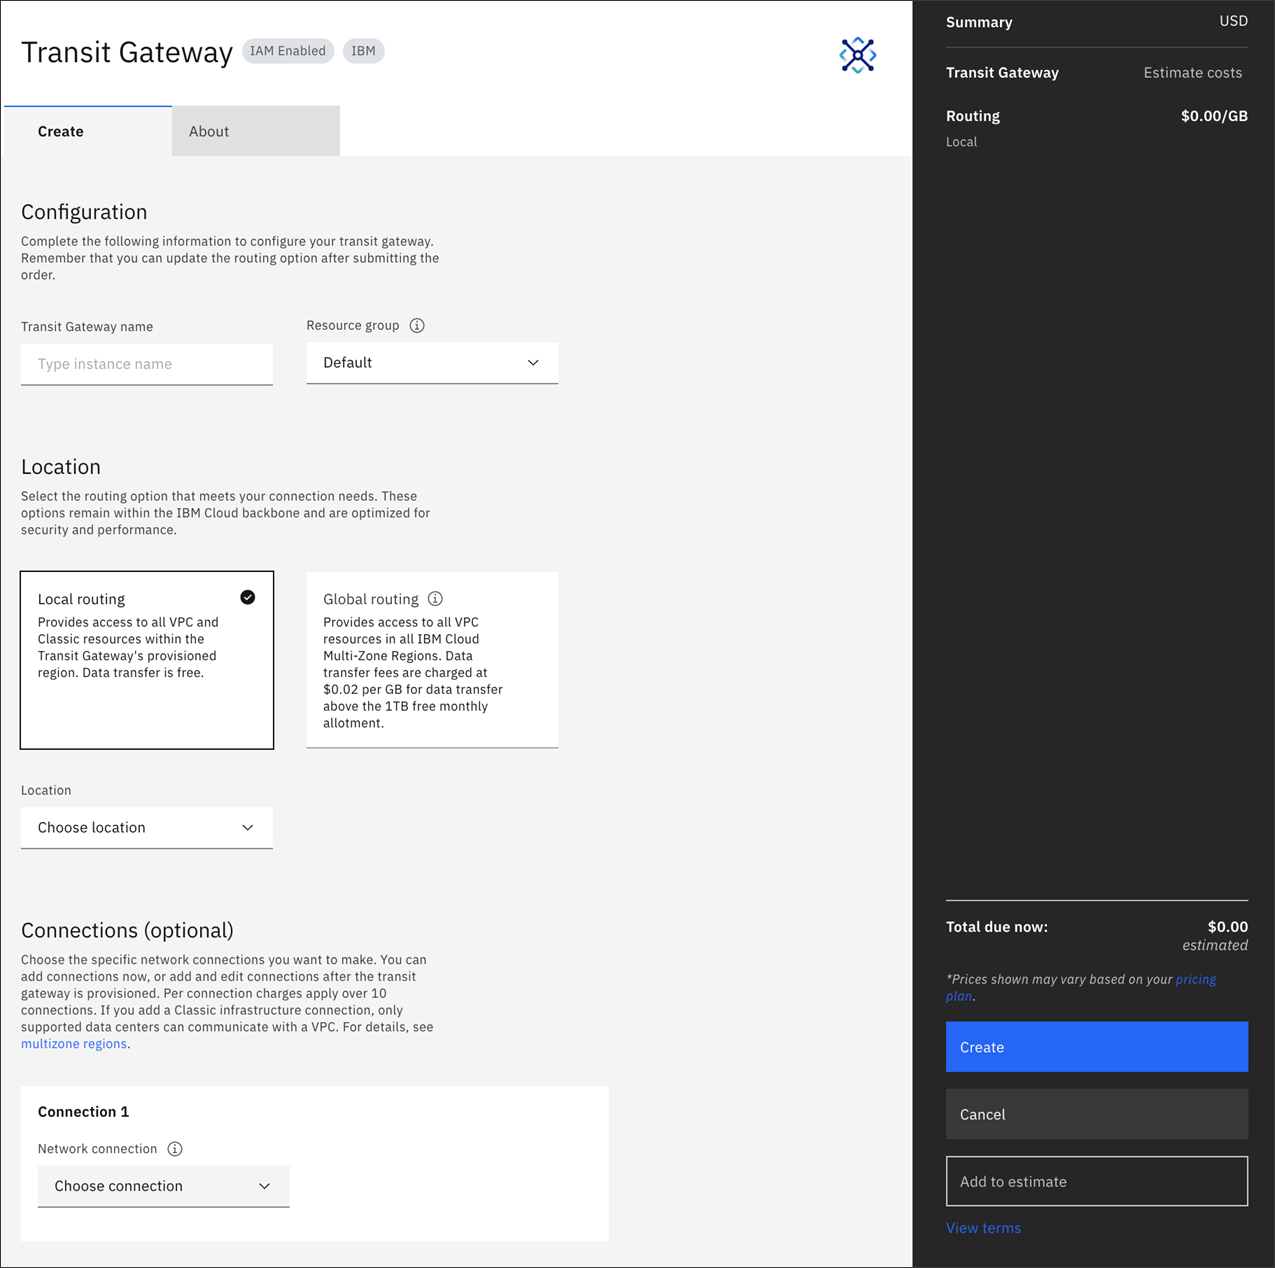 Transit Gateway IAM Enabled IBM
Create About
Configuration
Complete the following information to configure your transit gateway.
Remember that you can update the routing option after submitting the
order.
Transit Gateway name
Type instance name
Resource group
Default
Location
Select the routing option that meets your connection needs. These
options remain within the IBM Cloud backbone and are optimized for
security and performance.
Local routing
Provides access to all VPC and
Classic resources within the
Transit Gateway's provisioned
region. Data transfer is free.
Global routing
Provides access to all VPC
resources in all IBM Cloud
Multi-Zone Regions. Data
transfer fees are charged at
$0.02 per GB for data transfer
above the 1TB free monthly
allotment.
Location
Choose location
Connections (optional)
Choose the specific network connections you want to make. You can
add connections now, or add and edit connections after the transit
gateway is provisioned. Per connection charges apply over 10
connections. If you add a Classic infrastructure connection, only
supported data centers can communicate with a VPC. For details, see
multizone regions.
Connection 1
Network connection
Choose connection
Summary USD
Transit Gateway Estimate costs
Routing $0.00/GB
Local
Total due now: $0.00
estimated
*Prices shown may vary based on your pricing
plan.
Create
Cancel
Add to estimate
View terms